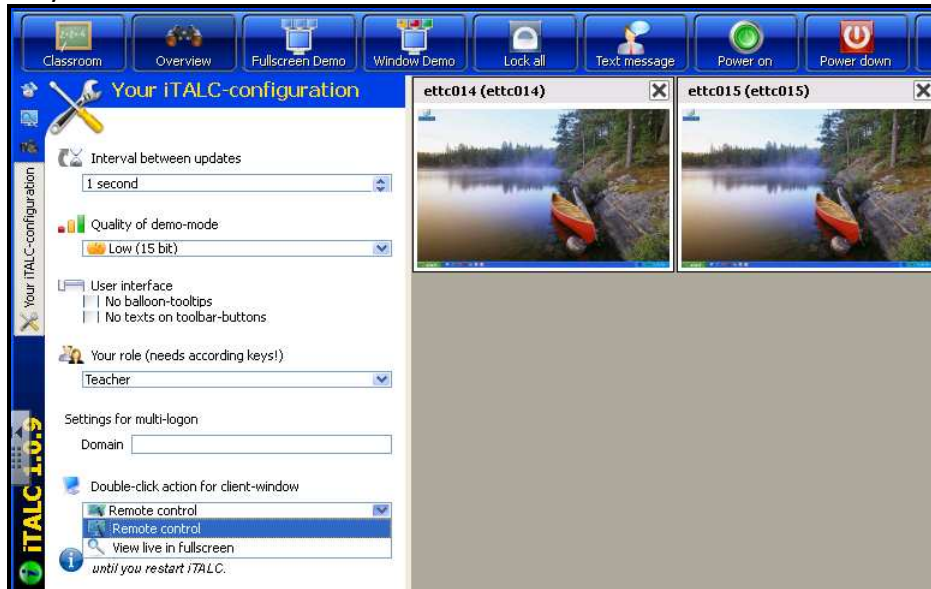 Classroom
Overview
Fullscreen Demo
Window Demo
Lock all
Text message
Power on
Power down
Your iTALC-configuration
ettc014 (ettc014)
ettc015 (ettc015)
Interval between updates
1 second
Your iTALC-configuration
Quality of demo-mode
Low (15 bit)
User interface
No balloon-tooltips
No texts on toolbar-buttons
Your role (needs according keys!)
Teacher
Settings for multi-logon
Domain
iTALC 1.0.9
Double-click action for client-window
Remote control
Remote control
View live in fullscreen
until you restart iTALC.